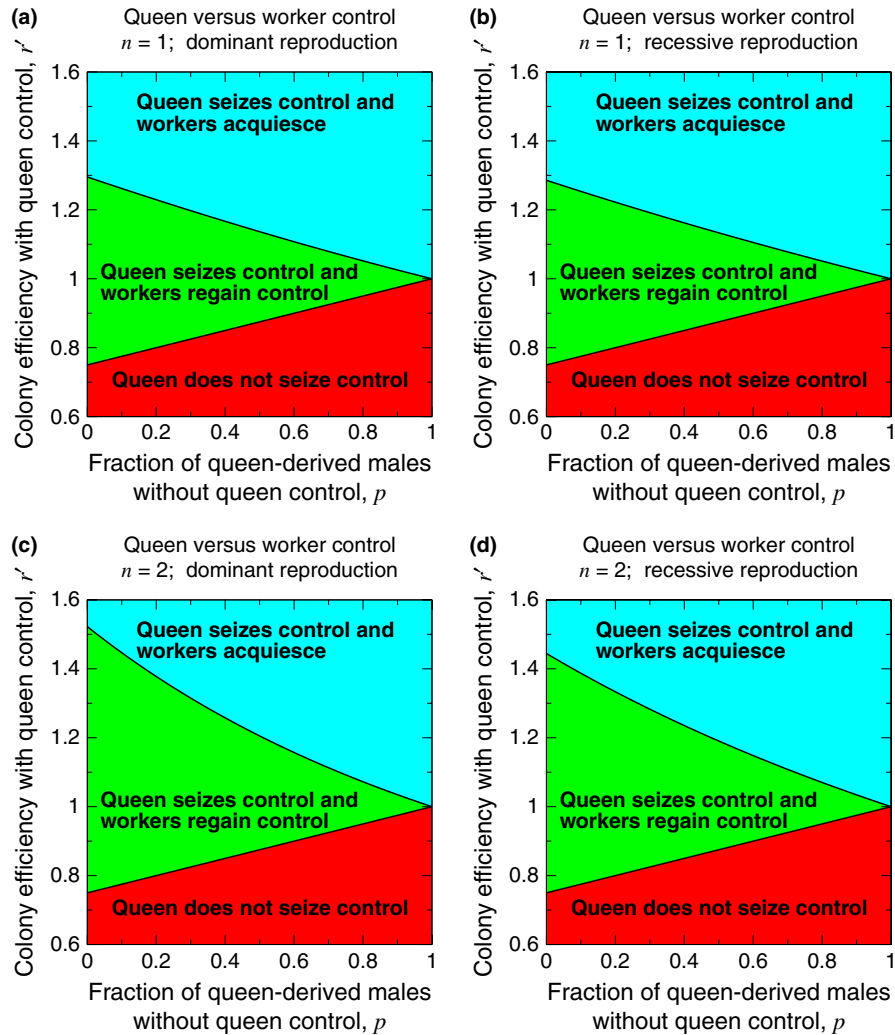 (a)
Queen versus worker control
n = 1; dominant reproduction
Colony efficiency with queen control, r′
1.6
1.4
1.2
1
0.8
0.6
Queen seizes control and
workers acquiesce
Queen seizes control and
workers regain control
Queen does not seize control
0 0.2 0.4 0.6 0.8 1
Fraction of queen-derived males
without queen control, p
(b)
Queen versus worker control
n = 1; recessive reproduction
Colony efficiency with queen control, r′
1.6
1.4
1.2
1
0.8
0.6
Queen seizes control and
workers acquiesce
Queen seizes control and
workers regain control
Queen does not seize control
0 0.2 0.4 0.6 0.8 1
Fraction of queen-derived males
without queen control, p
(c)
Queen versus worker control
n = 2; dominant reproduction
Colony efficiency with queen control, r′
1.6
1.4
1.2
1
0.8
0.6
Queen seizes control and
workers acquiesce
Queen seizes control and
workers regain control
Queen does not seize control
0 0.2 0.4 0.6 0.8 1
Fraction of queen-derived males
without queen control, p
(d)
Queen versus worker control
n = 2; recessive reproduction
Colony efficiency with queen control, r′
1.6
1.4
1.2
1
0.8
0.6
Queen seizes control and
workers acquiesce
Queen seizes control and
workers regain control
Queen does not seize control
0 0.2 0.4 0.6 0.8 1
Fraction of queen-derived males
without queen control, p